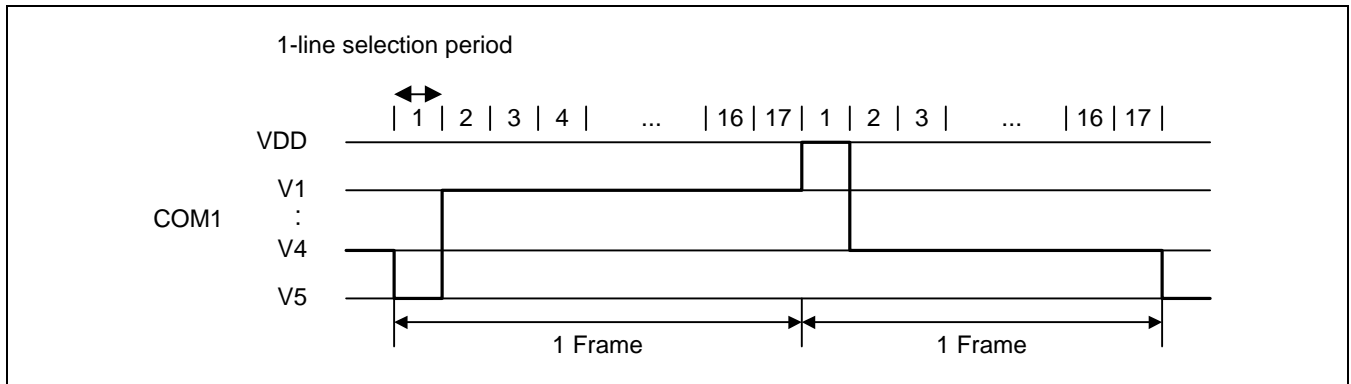 1-line selection period
| 1 | 2 | 3 | 4 | ... | 16 | 17 | 1 | 2 | 3 | ... | 16 | 17 |
VDD
V1
COM1 :
V4
V5
1 Frame 1 Frame